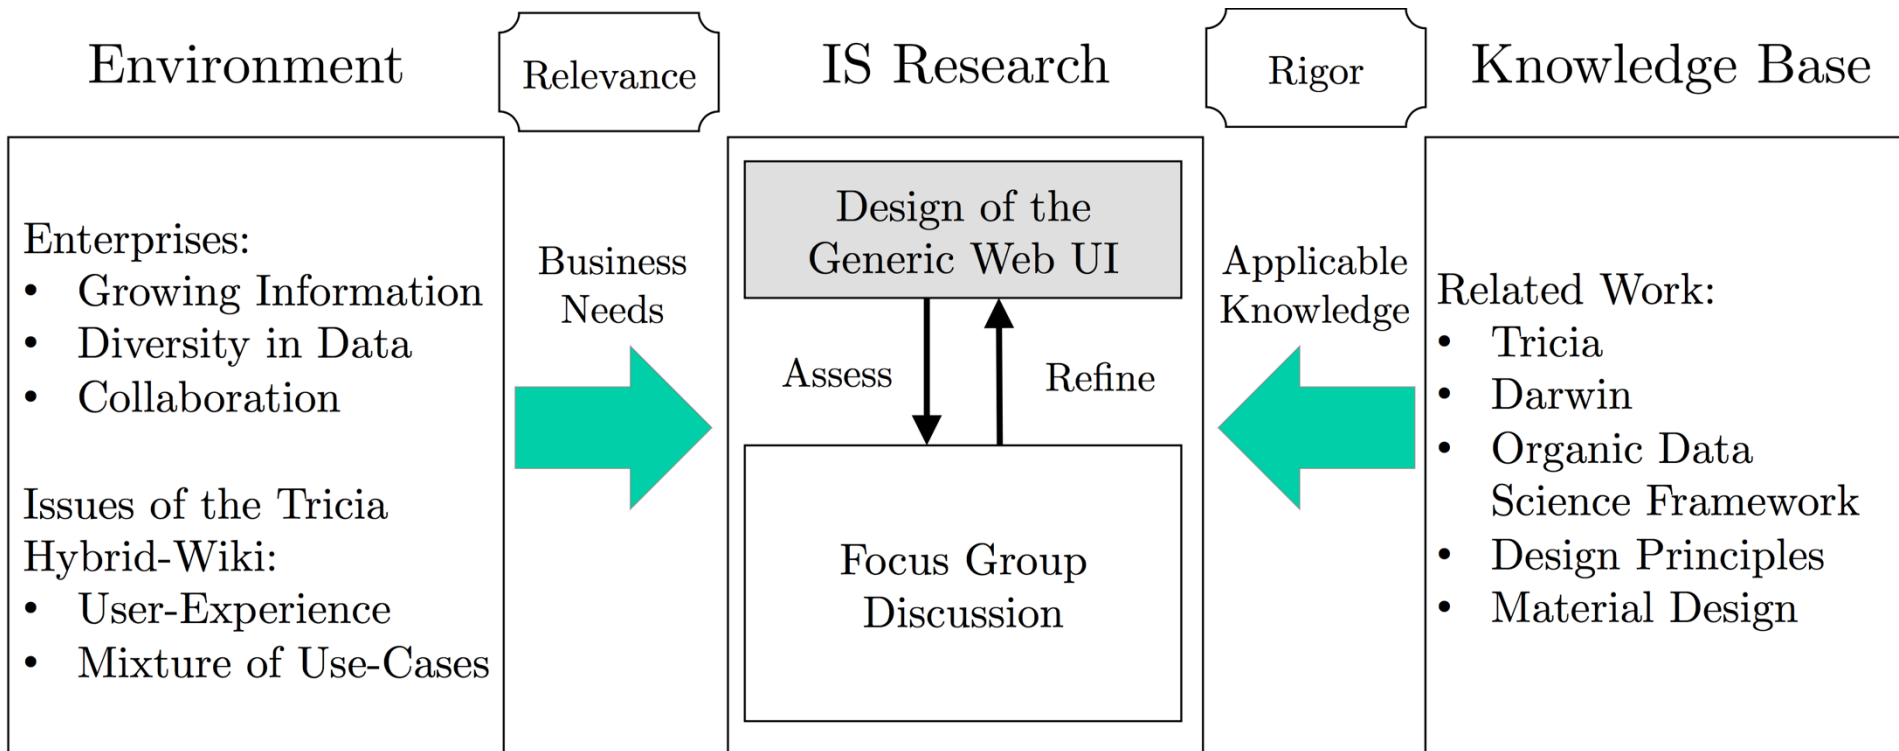 Environment
Relevance
IS Research
Rigor
Knowledge Base
Enterprises:
• Growing Information
• Diversity in Data
• Collaboration
Issues of the Tricia
Hybrid-Wiki:
• User-Experience
• Mixture of Use-Cases
Business
Needs
Design of the
Generic Web UI
Assess
Refine
Focus Group
Discussion
Applicable
Knowledge
Related Work:
• Tricia
• Darwin
• Organic Data
Science Framework
• Design Principles
• Material Design